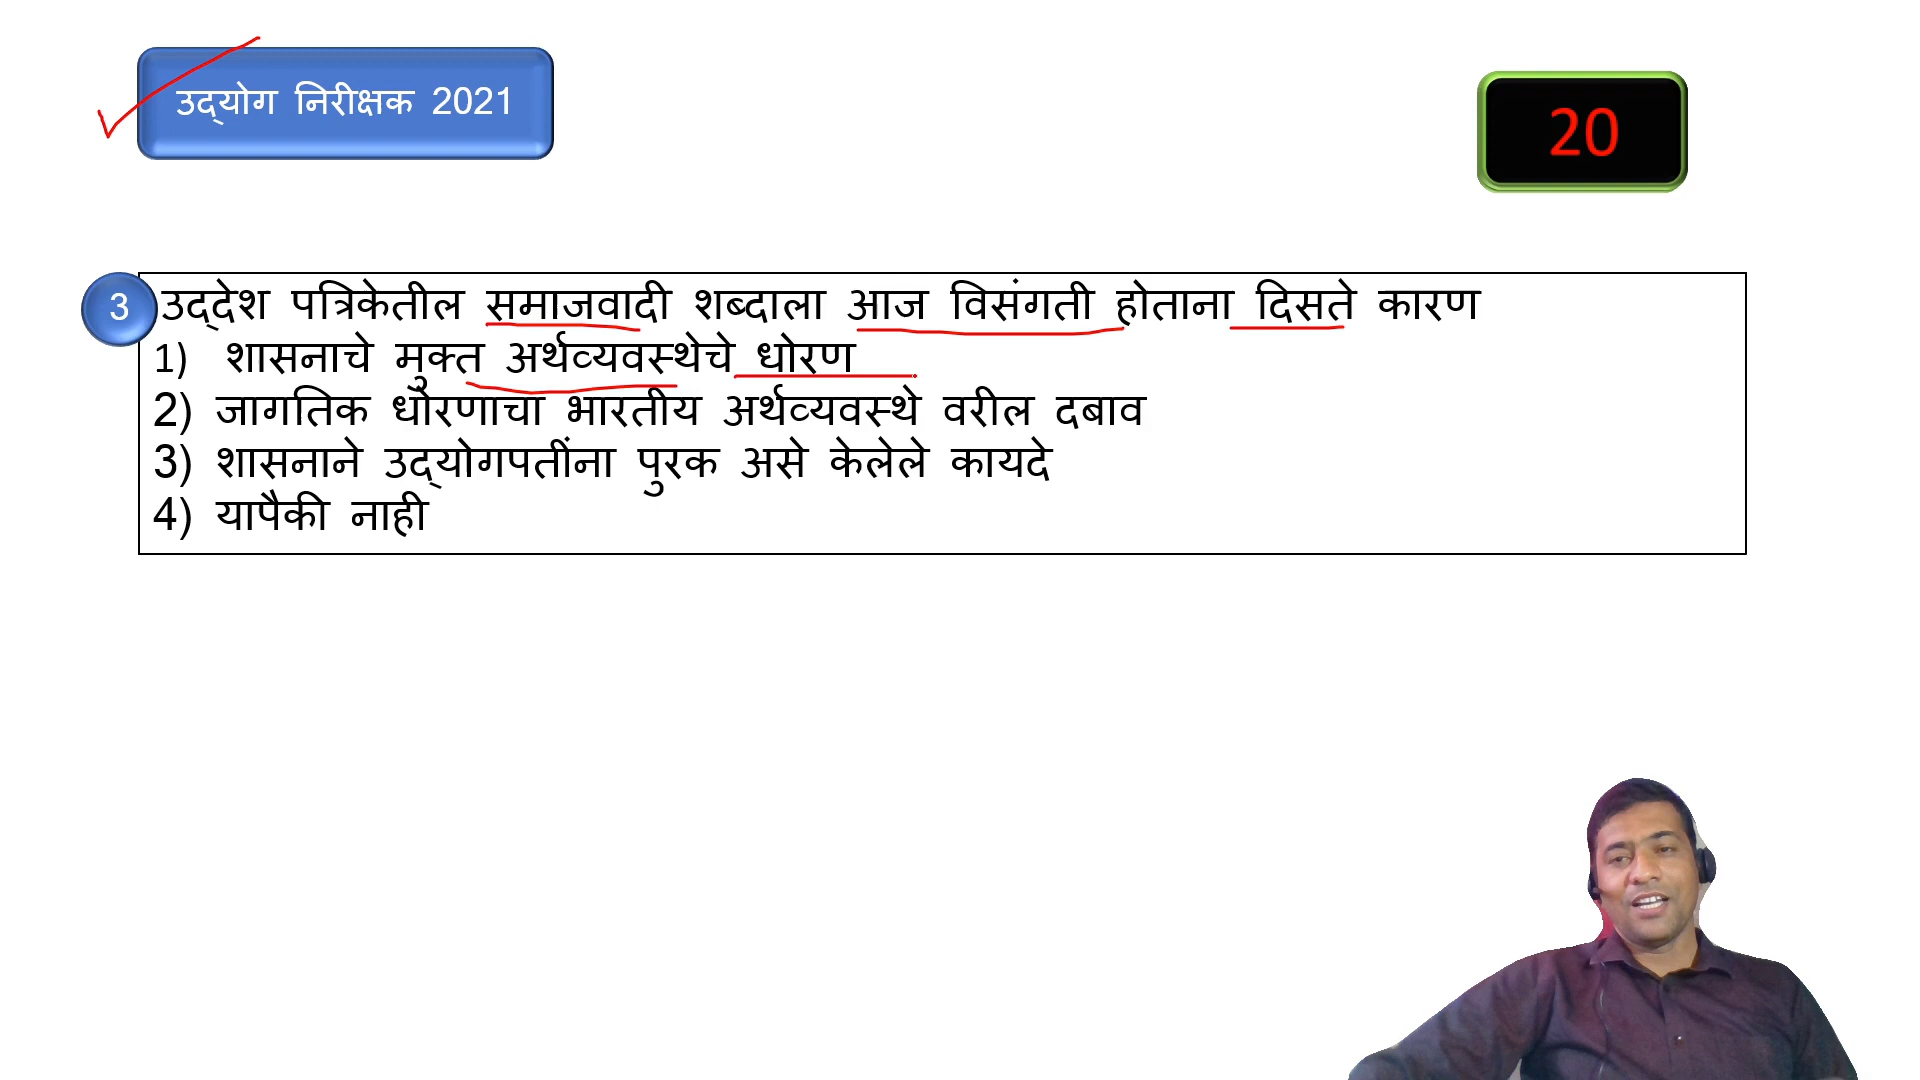 उद्योग निरीक्षक 2021
20
3
उद्देश पत्रिकेतील समाजवादी शब्दाला आज विसंगती होताना दिसते कारण
1) शासनाचे मुक्त अर्थव्यवस्थेचे धोरण
2) जागतिक धोरणाचा भारतीय अर्थव्यवस्थे वरील दबाव
3) शासनाने उद्योगपतींना पुरक असे केलेले कायदे
4) यापैकी नाही